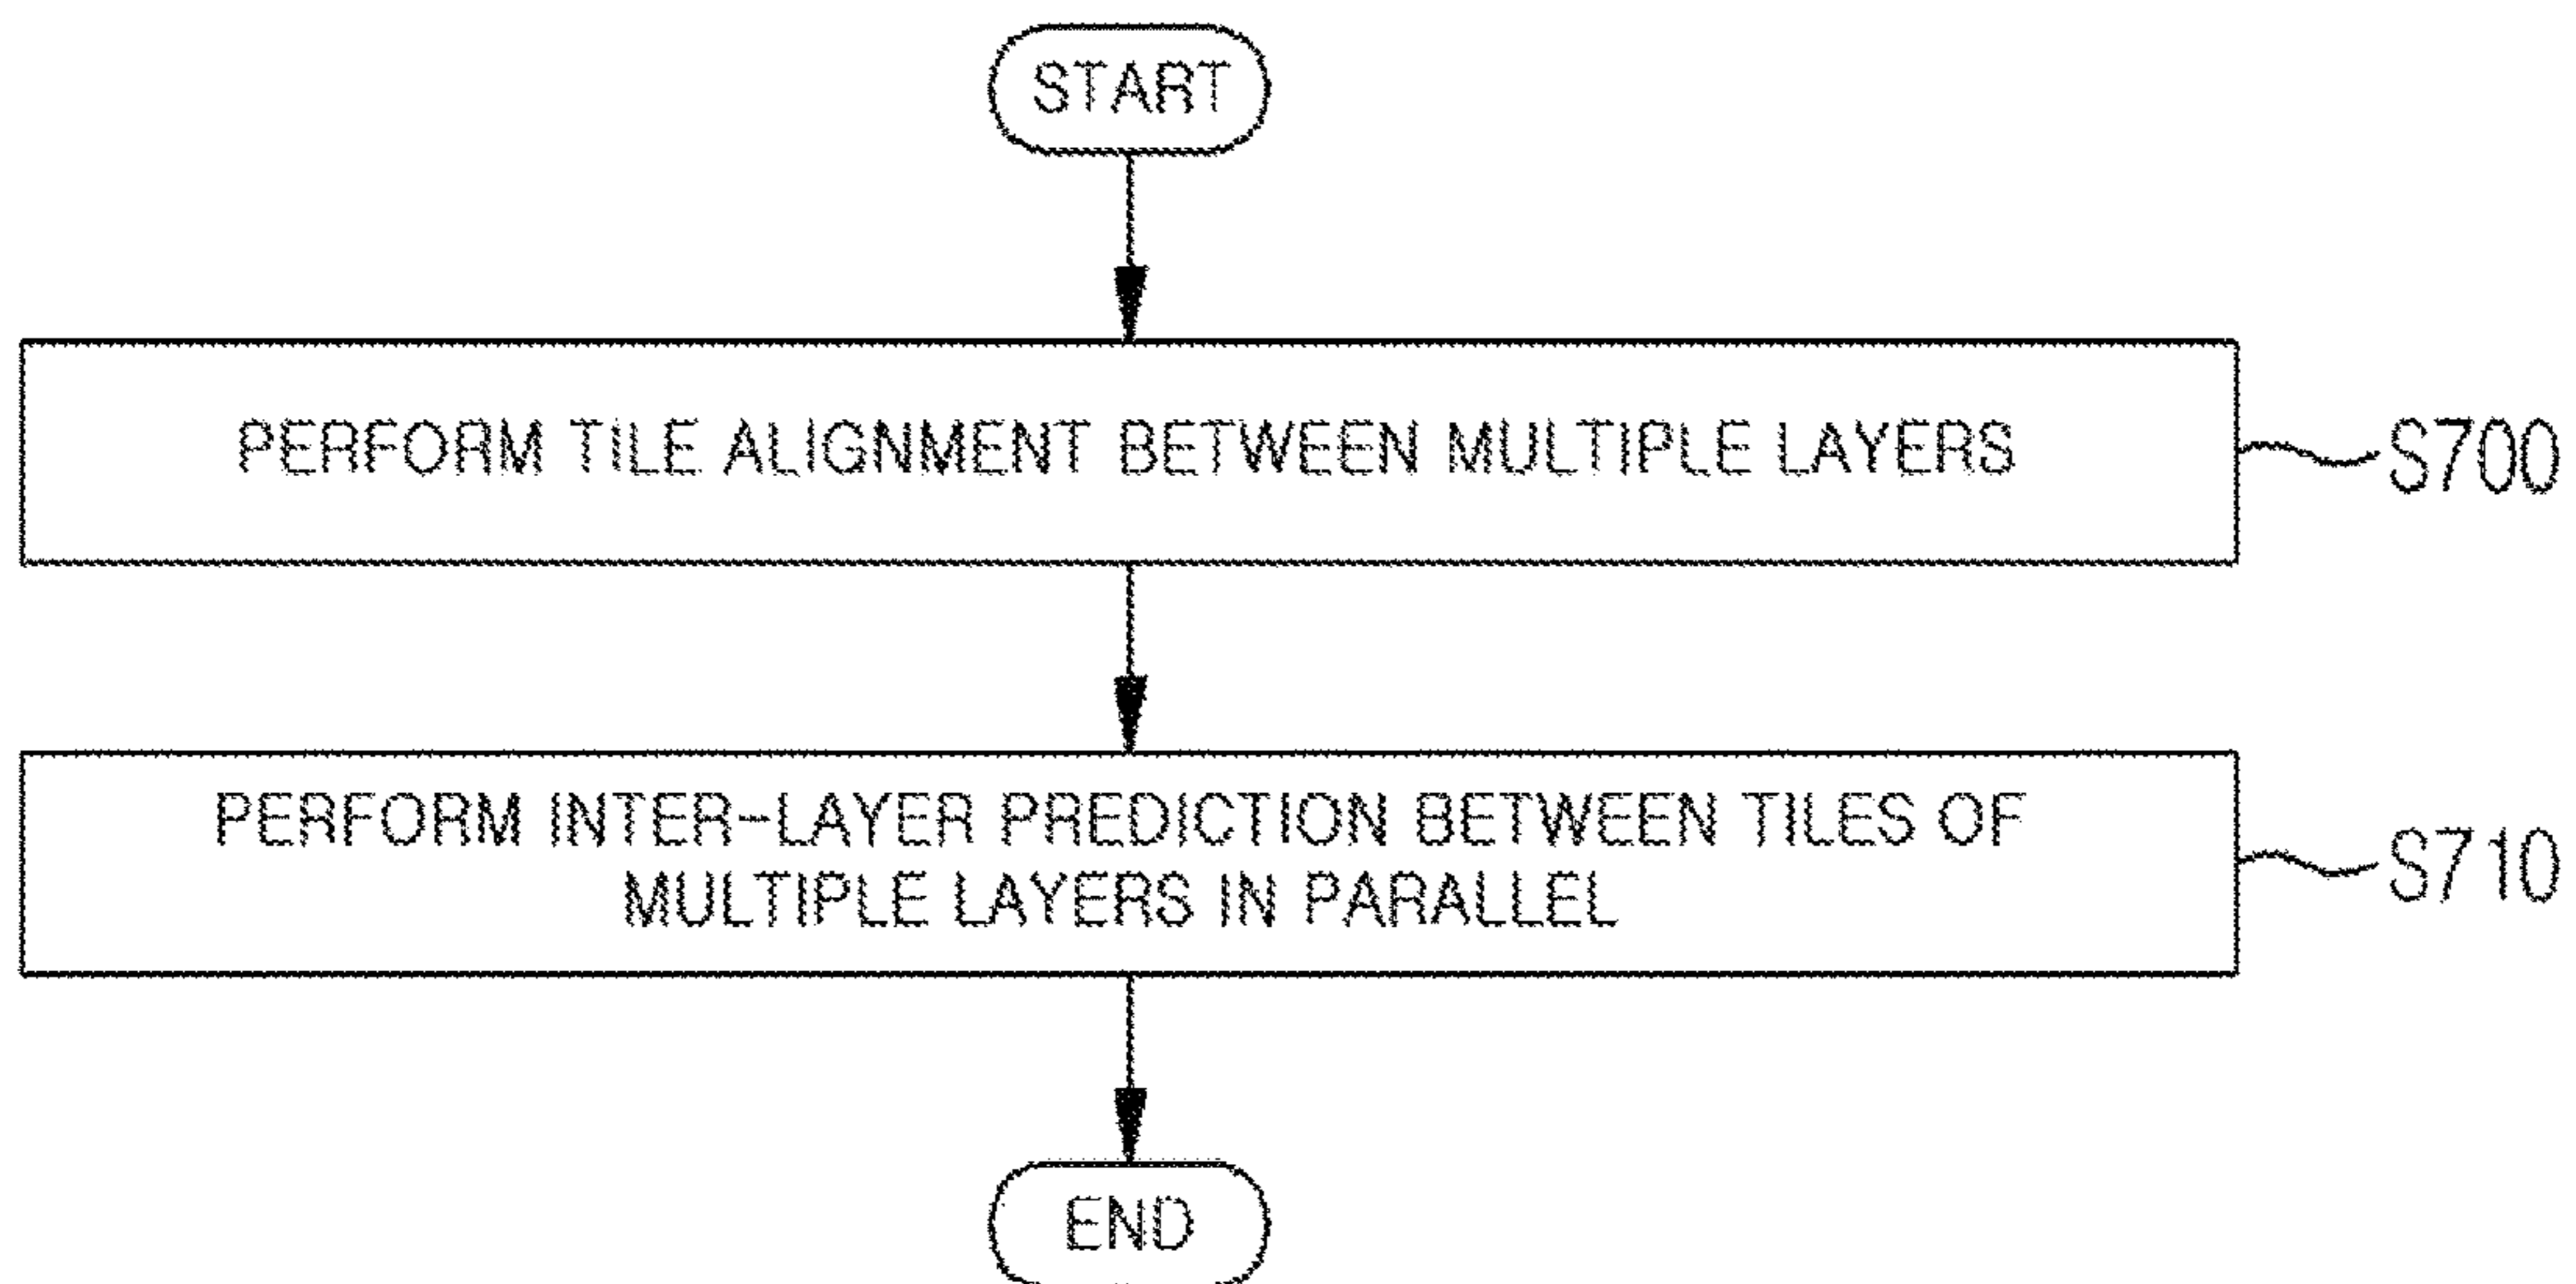 START
PERFORM TILE ALIGNMENT BETWEEN MULTIPLE LAYERS
S700
PERFORM INTER-LAYER PREDICTION BETWEEN TILES OF
MULTIPLE LAYERS IN PARALLEL
S710
END